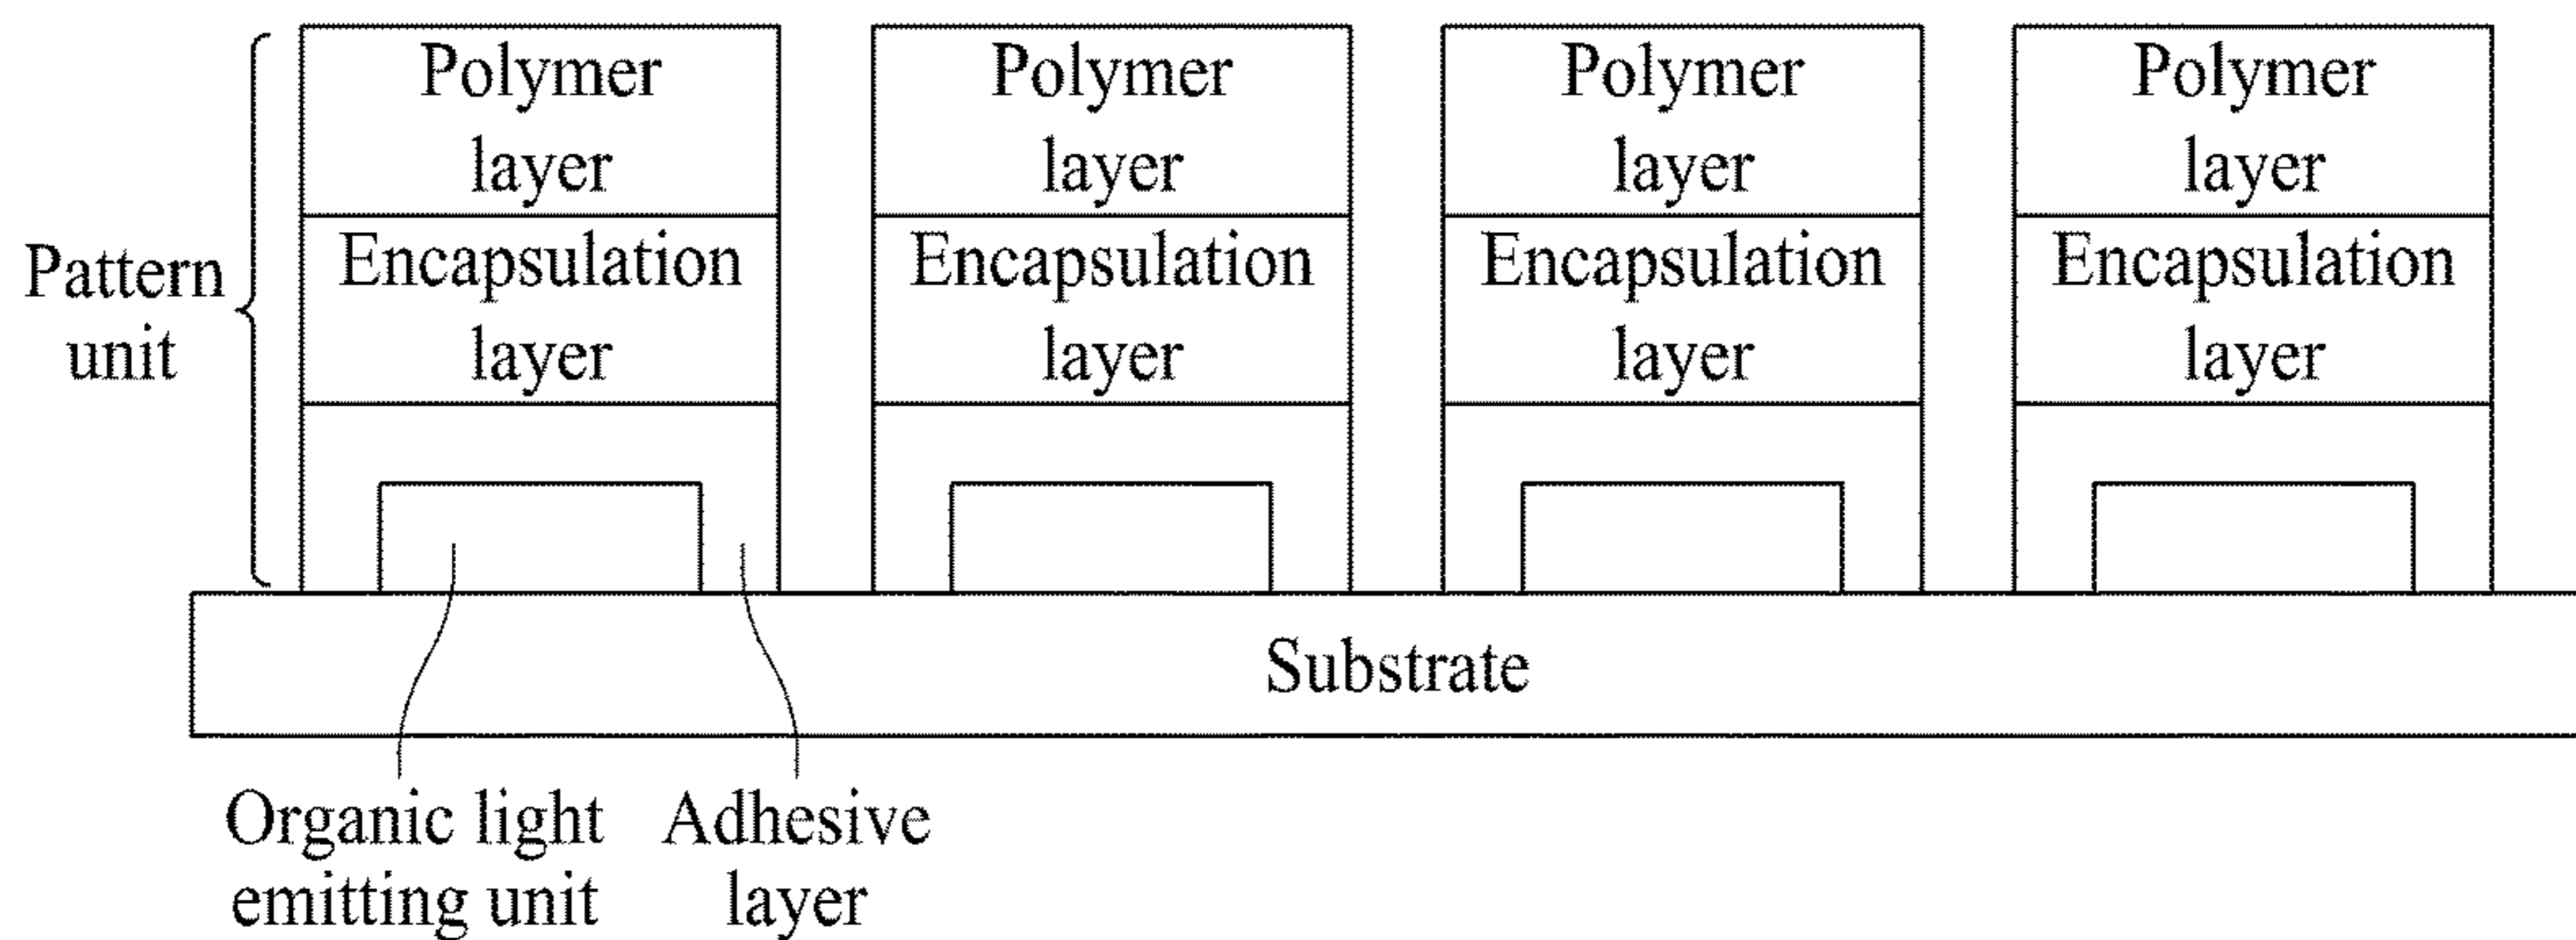 Polymer
layer
Polymer
layer
Polymer
layer
Polymer
layer
Pattern
unit
Encapsulation
layer
Encapsulation
layer
Encapsulation
layer
Encapsulation
layer
Substrate
Organic light
emitting unit
Adhesive
layer